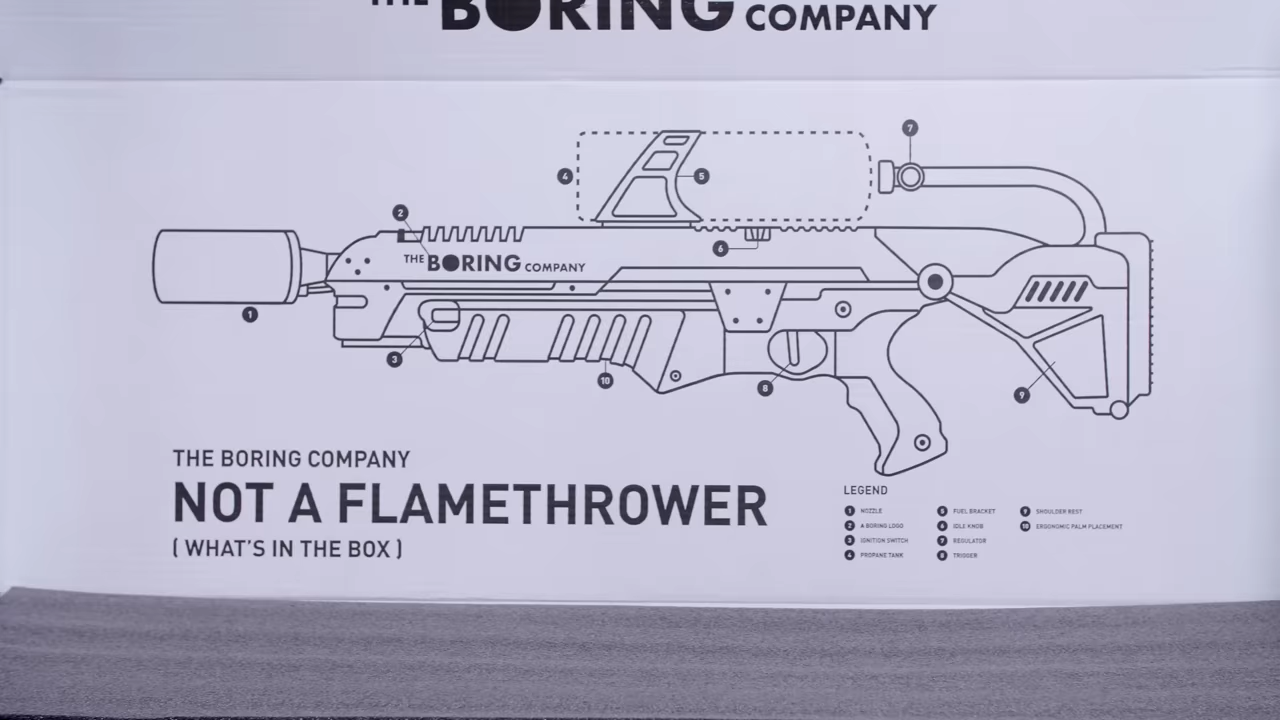 THE BORING COMPANY
7
4
5
2
6
THE BORING COMPANY
1
3
10
8
9
THE BORING COMPANY
NOT A FLAMETHROWER
( WHAT'S IN THE BOX )
LEGEND
1 NOZZLE
2 A BORING LOGO
3 IGNITION SWITCH
4 PROPANE TANK
5 FUEL BRACKET
6 IDLE KNOB
7 REGULATOR
8 TRIGGER
9 SHOULDER REST
10 ERGONOMIC PALM PLACEMENT